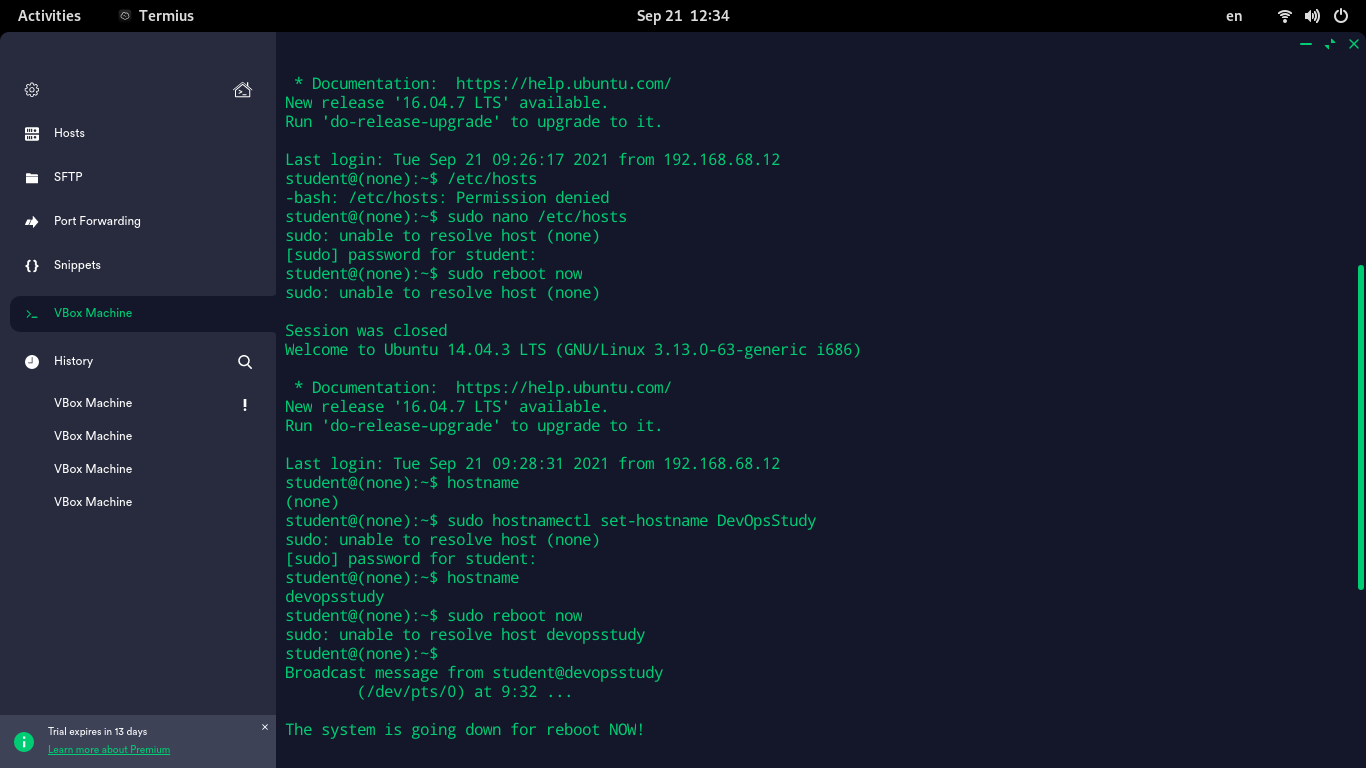 Activities
Termius
Sep 21 12:34
en
Hosts
SFTP
Port Forwarding
Snippets
VBox Machine
History
VBox Machine
VBox Machine
VBox Machine
VBox Machine
Trial expires in 13 days
Learn more about Premium
 * Documentation:  https://help.ubuntu.com/
New release '16.04.7 LTS' available.
Run 'do-release-upgrade' to upgrade to it.
Last login: Tue Sep 21 09:26:17 2021 from 192.168.68.12
student@(none):~$ /etc/hosts
-bash: /etc/hosts: Permission denied
student@(none):~$ sudo nano /etc/hosts
sudo: unable to resolve host (none)
[sudo] password for student:
student@(none):~$ sudo reboot now
sudo: unable to resolve host (none)
Session was closed
Welcome to Ubuntu 14.04.3 LTS (GNU/Linux 3.13.0-63-generic i686)
 * Documentation:  https://help.ubuntu.com/
New release '16.04.7 LTS' available.
Run 'do-release-upgrade' to upgrade to it.
Last login: Tue Sep 21 09:28:31 2021 from 192.168.68.12
student@(none):~$ hostname
(none)
student@(none):~$ sudo hostnamectl set-hostname DevOpsStudy
sudo: unable to resolve host (none)
[sudo] password for student:
student@(none):~$ hostname
devopsstudy
student@(none):~$ sudo reboot now
sudo: unable to resolve host devopsstudy
student@(none):~$
Broadcast message from student@devopsstudy
        (/dev/pts/0) at 9:32 ...
The system is going down for reboot NOW!